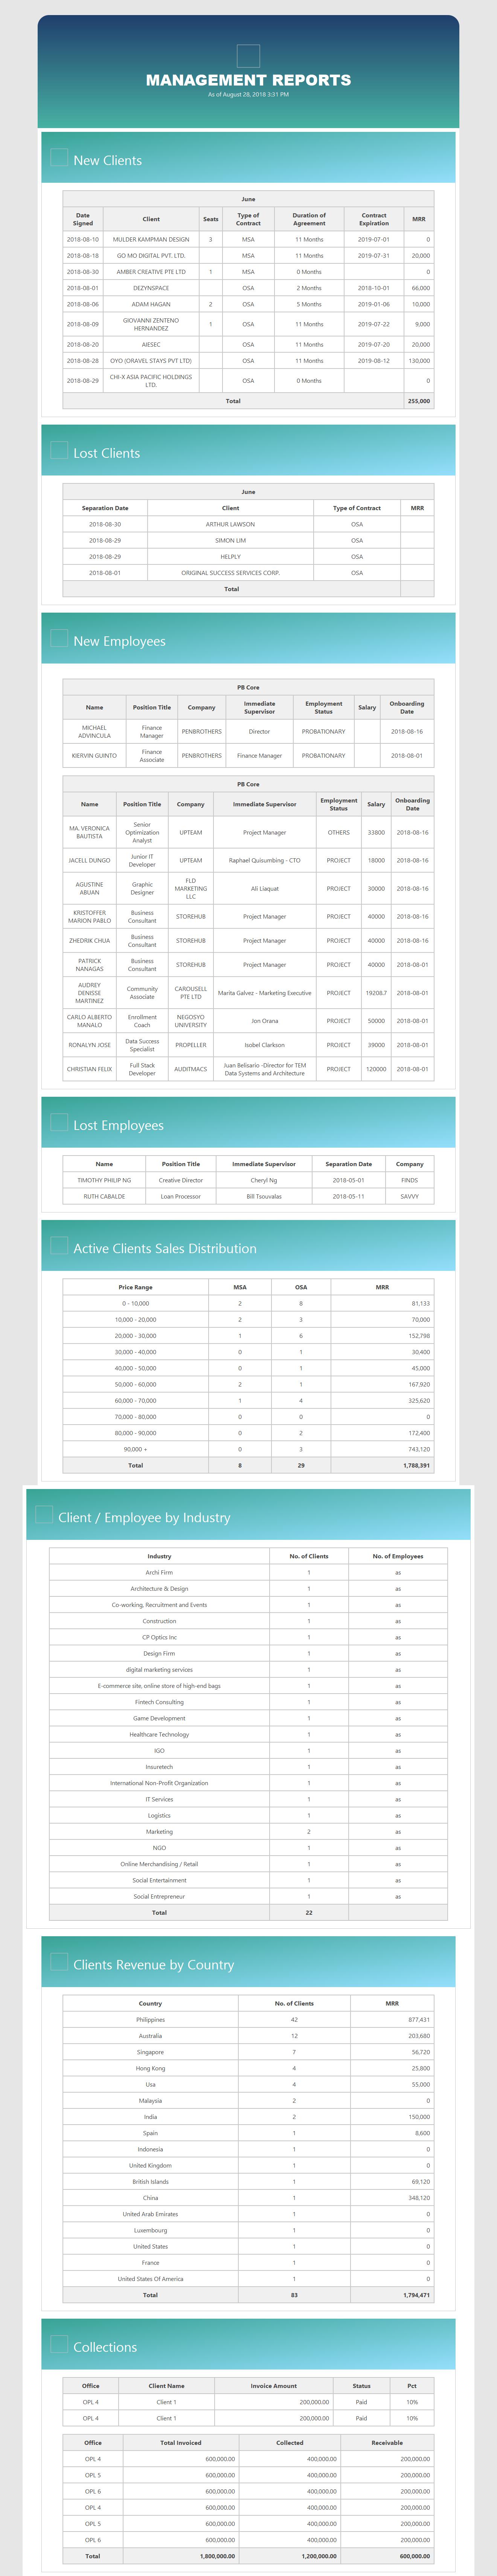 MANAGEMENT REPORTS
As of August 28, 2018 3:31 PM
New Clients
June
Date Signed Client Seats Type of Contract Duration of Agreement Contract Expiration MRR
2018-08-10 MULDER KAMPMAN DESIGN 3 MSA 11 Months 2019-07-01 0
2018-08-18 GO MO DIGITAL PVT. LTD. MSA 11 Months 2019-07-31 20,000
2018-08-30 AMBER CREATIVE PTE LTD 1 MSA 0 Months 0
2018-08-01 DEZYNSPACE OSA 2 Months 2018-10-01 66,000
2018-08-06 ADAM HAGAN 2 OSA 5 Months 2019-01-06 10,000
2018-08-09 GIOVANNI ZENTENO HERNANDEZ 1 OSA 11 Months 2019-07-22 9,000
2018-08-20 AIESEC OSA 11 Months 2019-07-20 20,000
2018-08-28 OYO (ORAVEL STAYS PVT LTD) OSA 11 Months 2019-08-12 130,000
2018-08-29 CHI-X ASIA PACIFIC HOLDINGS LTD. OSA 0 Months 0
Total 255,000
Lost Clients
June
Separation Date Client Type of Contract MRR
2018-08-30 ARTHUR LAWSON OSA
2018-08-29 SIMON LIM OSA
2018-08-29 HELPLY OSA
2018-08-01 ORIGINAL SUCCESS SERVICES CORP. OSA
Total
New Employees
PB Core
Name Position Title Company Immediate Supervisor Employment Status Salary Onboarding Date
MICHAEL ADVINCULA Finance Manager PENBROTHERS Director PROBATIONARY 2018-08-16
KIERVIN GUINTO Finance Associate PENBROTHERS Finance Manager PROBATIONARY 2018-08-01
PB Core
Name Position Title Company Immediate Supervisor Employment Status Salary Onboarding Date
MA. VERONICA BAUTISTA Senior Optimization Analyst UPTEAM Project Manager OTHERS 33800 2018-08-16
JACELL DUNGO Junior IT Developer UPTEAM Raphael Quisumbing - CTO PROJECT 18000 2018-08-16
AGUSTINE ABUAN Graphic Designer FLD MARKETING LLC Ali Liaquat PROJECT 30000 2018-08-16
KRISTOFFER MARION PABLO Business Consultant STOREHUB Project Manager PROJECT 40000 2018-08-16
ZHEDRIK CHUA Business Consultant STOREHUB Project Manager PROJECT 40000 2018-08-16
PATRICK NANAGAS Business Consultant STOREHUB Project Manager PROJECT 40000 2018-08-01
AUDREY DENISSE MARTINEZ Community Associate CAROUSELL PTE LTD Marita Galvez - Marketing Executive PROJECT 19208.7 2018-08-01
CARLO ALBERTO MANALO Enrollment Coach NEGOSYO UNIVERSITY Jon Orana PROJECT 50000 2018-08-01
RONALYN JOSE Data Success Specialist PROPELLER Isobel Clarkson PROJECT 39000 2018-08-01
CHRISTIAN FELIX Full Stack Developer AUDITMACS Juan Belisario -Director for TEM Data Systems and Architecture PROJECT 120000 2018-08-01
Lost Employees
Name Position Title Immediate Supervisor Separation Date Company
TIMOTHY PHILIP NG Creative Director Cheryl Ng 2018-05-01 FINDS
RUTH CABALDE Loan Processor Bill Tsouvalas 2018-05-11 SAVVY
Active Clients Sales Distribution
Price Range MSA OSA MRR
0 - 10,000 2 8 81,133
10,000 - 20,000 2 3 70,000
20,000 - 30,000 1 6 152,798
30,000 - 40,000 0 1 30,400
40,000 - 50,000 0 1 45,000
50,000 - 60,000 2 1 167,920
60,000 - 70,000 1 4 325,620
70,000 - 80,000 0 0 0
80,000 - 90,000 0 2 172,400
90,000 + 0 3 743,120
Total 8 29 1,788,391
Client / Employee by Industry
Industry No. of Clients No. of Employees
Archi Firm 1 as
Architecture & Design 1 as
Co-working, Recruitment and Events 1 as
Construction 1 as
CP Optics Inc 1 as
Design Firm 1 as
digital marketing services 1 as
E-commerce site, online store of high-end bags 1 as
Fintech Consulting 1 as
Game Development 1 as
Healthcare Technology 1 as
IGO 1 as
Insuretech 1 as
International Non-Profit Organization 1 as
IT Services 1 as
Logistics 1 as
Marketing 2 as
NGO 1 as
Online Merchandising / Retail 1 as
Social Entertainment 1 as
Social Entrepreneur 1 as
Total 22
Clients Revenue by Country
Country No. of Clients MRR
Philippines 42 877,431
Australia 12 203,680
Singapore 7 56,720
Hong Kong 4 25,800
Usa 4 55,000
Malaysia 2 0
India 2 150,000
Spain 1 8,600
Indonesia 1 0
United Kingdom 1 0
British Islands 1 69,120
China 1 348,120
United Arab Emirates 1 0
Luxembourg 1 0
United States 1 0
France 1 0
United States Of America 1 0
Total 83 1,794,471
Collections
Office Client Name Invoice Amount Status Pct
OPL 4 Client 1 200,000.00 Paid 10%
OPL 4 Client 1 200,000.00 Paid 10%
Office Total Invoiced Collected Receivable
OPL 4 600,000.00 400,000.00 200,000.00
OPL 5 600,000.00 400,000.00 200,000.00
OPL 6 600,000.00 400,000.00 200,000.00
OPL 4 600,000.00 400,000.00 200,000.00
OPL 5 600,000.00 400,000.00 200,000.00
OPL 6 600,000.00 400,000.00 200,000.00
Total 1,800,000.00 1,200,000.00 600,000.00